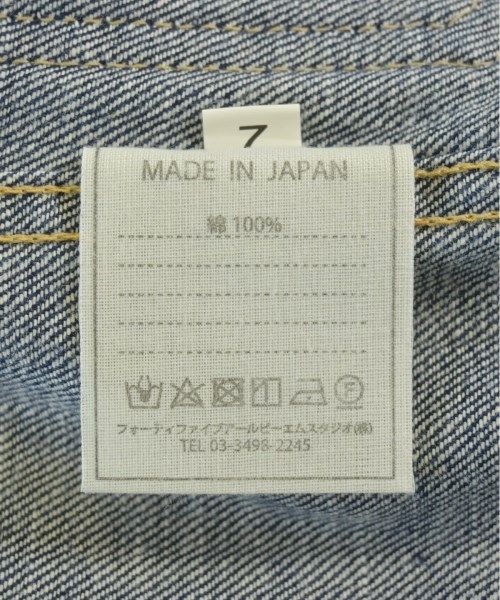 7
MADE IN JAPAN
綿 100%
フォーティファイブアールピーエムスタジオ(株)
TEL 03-3498-2245